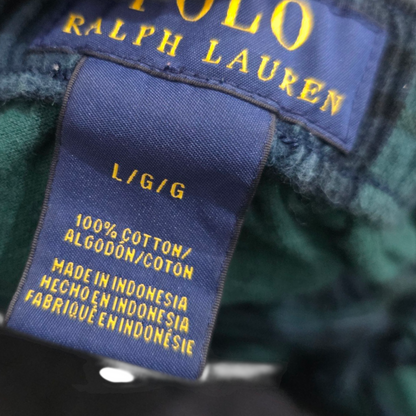 POLO
RALPH LAUREN
L/G/G
100% COTTON/
ALGODÓN/COTON
MADE IN INDONESIA
HECHO EN INDONESIA
FABRIQUÉ EN INDONÉSIE